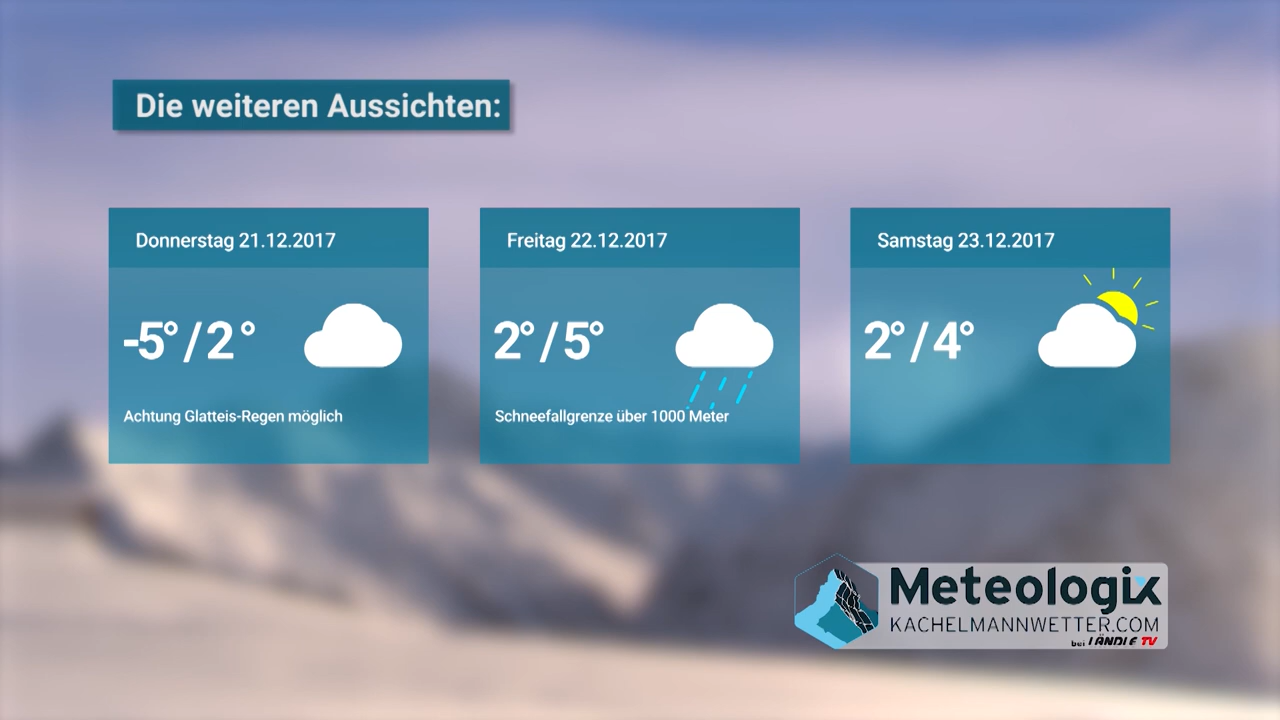 Die weiteren Aussichten:
Donnerstag 21.12.2017
-5°/2°
Achtung Glatteis-Regen möglich
Freitag 22.12.2017
2°/5°
Schneefallgrenze über 1000 Meter
Samstag 23.12.2017
2°/4°
Meteologix
KACHELMANNWETTER.COM
bei LÄNDLE TV